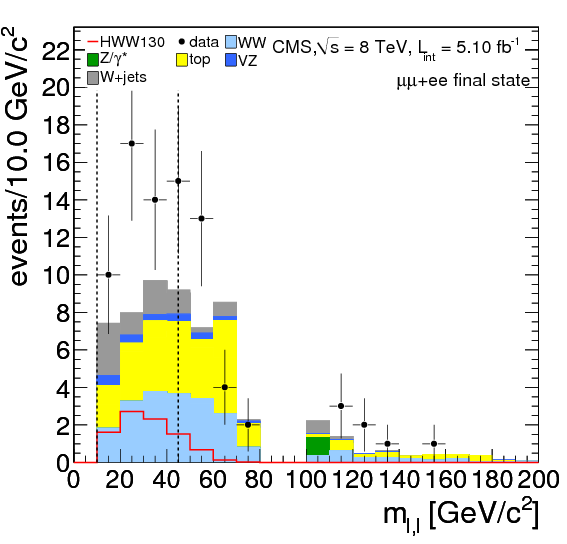 HWW130 data WW CMS,√s = 8 TeV, L_int = 5.10 fb⁻¹
Z/γ* top VZ
W+jets μμ+ee final state
events/10.0 GeV/c²
22
20
18
16
14
12
10
8
6
4
2
0
0 20 40 60 80 100 120 140 160 180 200
m_l,l [GeV/c²]